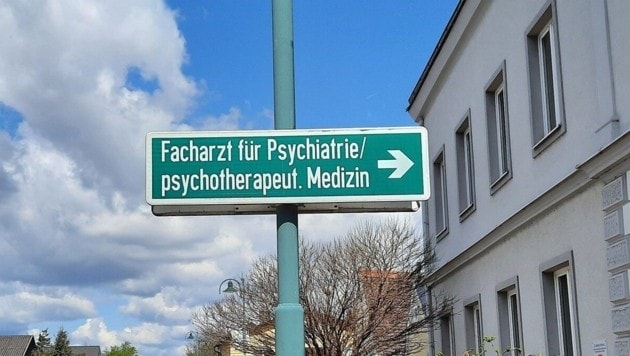 Facharzt für Psychiatrie/
psychotherapeut. Medizin